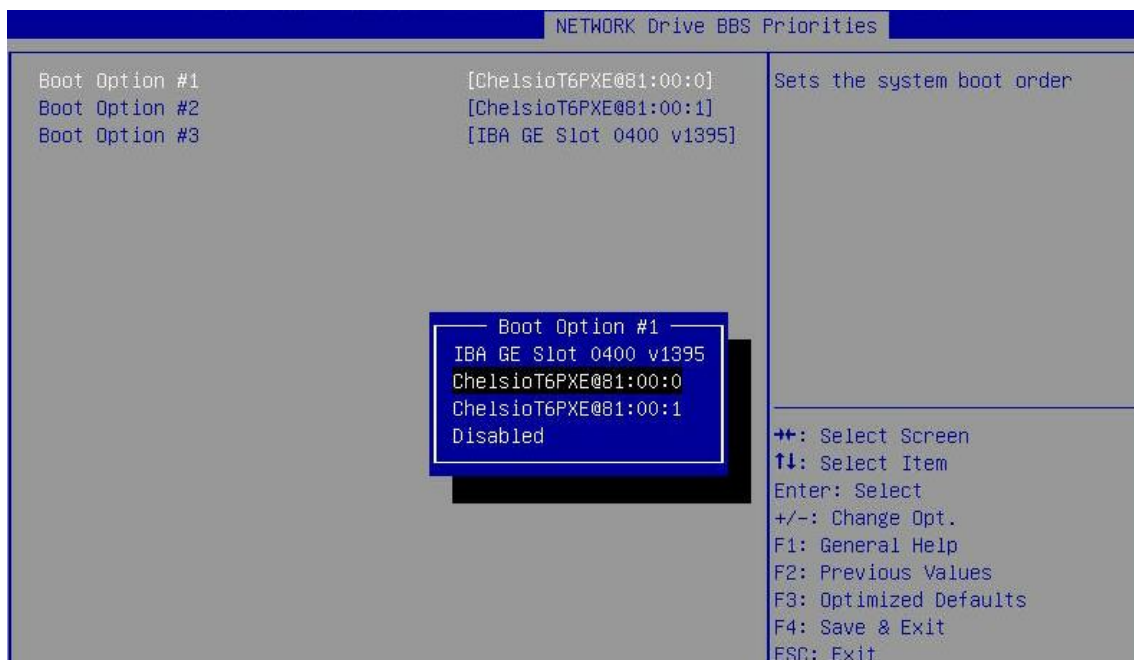 NETWORK Drive BBS Priorities
Boot Option #1 [ChelsioT6PXE@81:00:0]
Boot Option #2 [ChelsioT6PXE@81:00:1]
Boot Option #3 [IBA GE Slot 0400 v1395]
Sets the system boot order
Boot Option #1
IBA GE Slot 0400 v1395
ChelsioT6PXE@81:00:0
ChelsioT6PXE@81:00:1
Disabled
→←: Select Screen
↑↓: Select Item
Enter: Select
+/-: Change Opt.
F1: General Help
F2: Previous Values
F3: Optimized Defaults
F4: Save & Exit
ESC: Exit